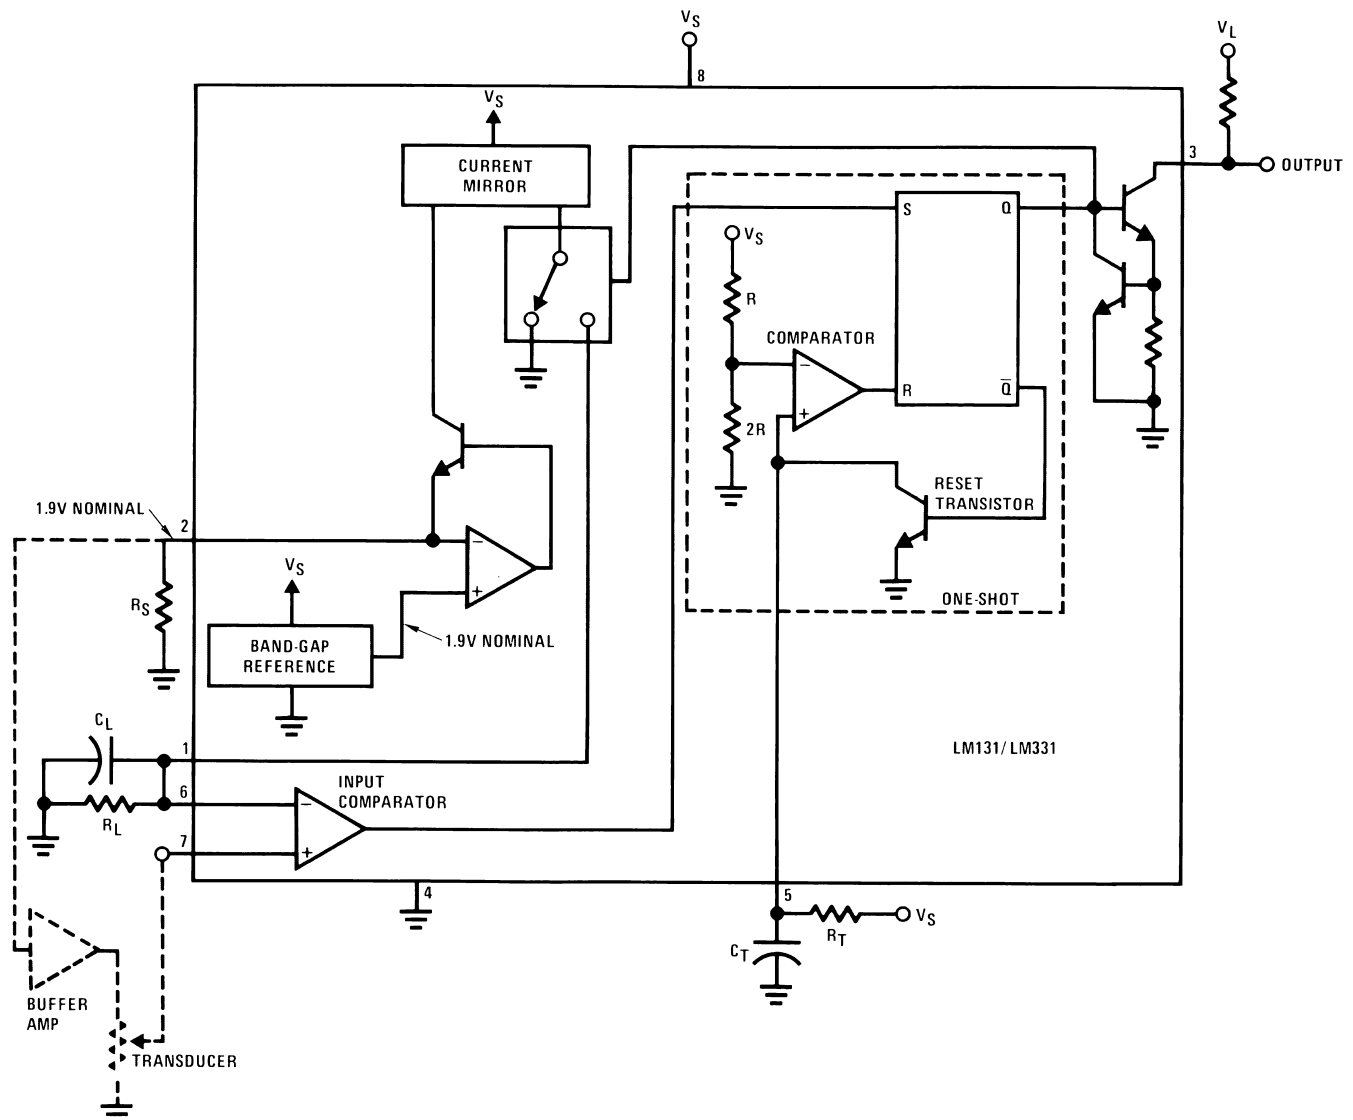 VS
8
VL
3
OUTPUT
VS
CURRENT
MIRROR
S
Q
VS
R
COMPARATOR
−
+
R
Q̅
2R
RESET
TRANSISTOR
ONE-SHOT
1.9V NOMINAL
2
−
+
RS
VS
BAND-GAP
REFERENCE
1.9V NOMINAL
CL
1
LM131/LM331
INPUT
COMPARATOR
6
−
RL
7
+
4
5
RT
VS
CT
BUFFER
AMP
TRANSDUCER